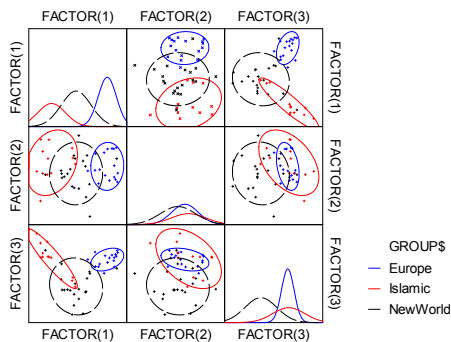 FACTOR(1) FACTOR(2) FACTOR(3)
FACTOR(1) FACTOR(1)
FACTOR(2) FACTOR(2)
FACTOR(3) FACTOR(3)
GROUP$
Europe
Islamic
NewWorld
FACTOR(1) FACTOR(2) FACTOR(3)